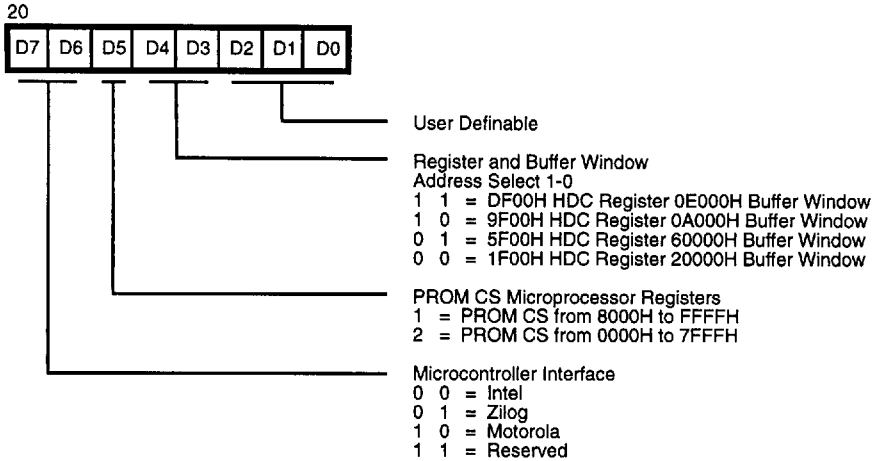 20
D7 D6 D5 D4 D3 D2 D1 D0
User Definable
Register and Buffer Window
Address Select 1-0
1 1 = DF00H HDC Register 0E000H Buffer Window
1 0 = 9F00H HDC Register 0A000H Buffer Window
0 1 = 5F00H HDC Register 60000H Buffer Window
0 0 = 1F00H HDC Register 20000H Buffer Window
PROM CS Microprocessor Registers
1 = PROM CS from 8000H to FFFFH
2 = PROM CS from 0000H to 7FFFH
Microcontroller Interface
0 0 = Intel
0 1 = Zilog
1 0 = Motorola
1 1 = Reserved